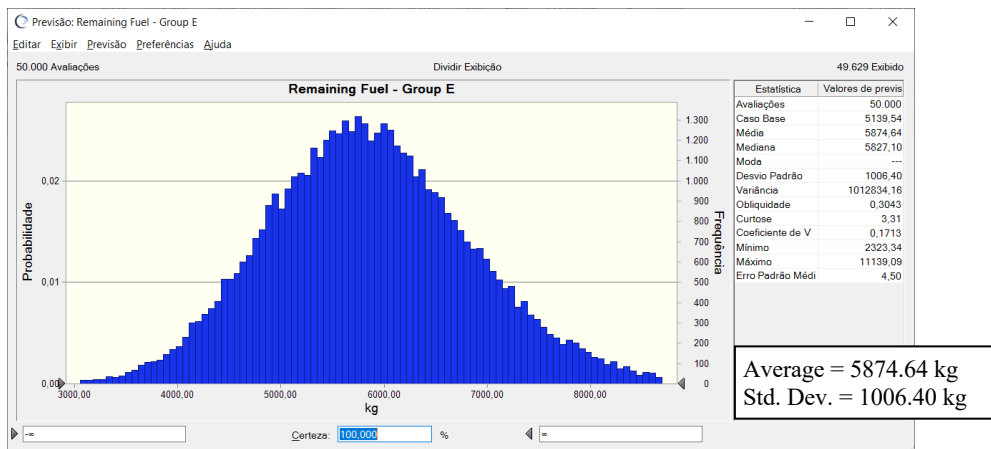 Previsão: Remaining Fuel - Group E
Editar Exibir Previsão Preferências Ajuda
50.000 Avaliações Dividir Exibição 49.629 Exibido
Remaining Fuel - Group E
Probabilidade
0,02
0,01
0,00
1.300
1.200
1.100
1.000
900
800
700
600
500
400
300
200
100
0
Frequência
3000,00 4000,00 5000,00 6000,00 7000,00 8000,00
kg
Estatística Valores de previs
Avaliações 50.000
Caso Base 5139,54
Média 5874,64
Mediana 5827,10
Moda ---
Desvio Padrão 1006,40
Variância 1012834,16
Obliquidade 0,3043
Curtose 3,31
Coeficiente de V 0,1713
Mínimo 2323,34
Máximo 11139,09
Erro Padrão Médi 4,50
Average = 5874.64 kg
Std. Dev. = 1006.40 kg
-∞ Certeza: 100,000 % ∞